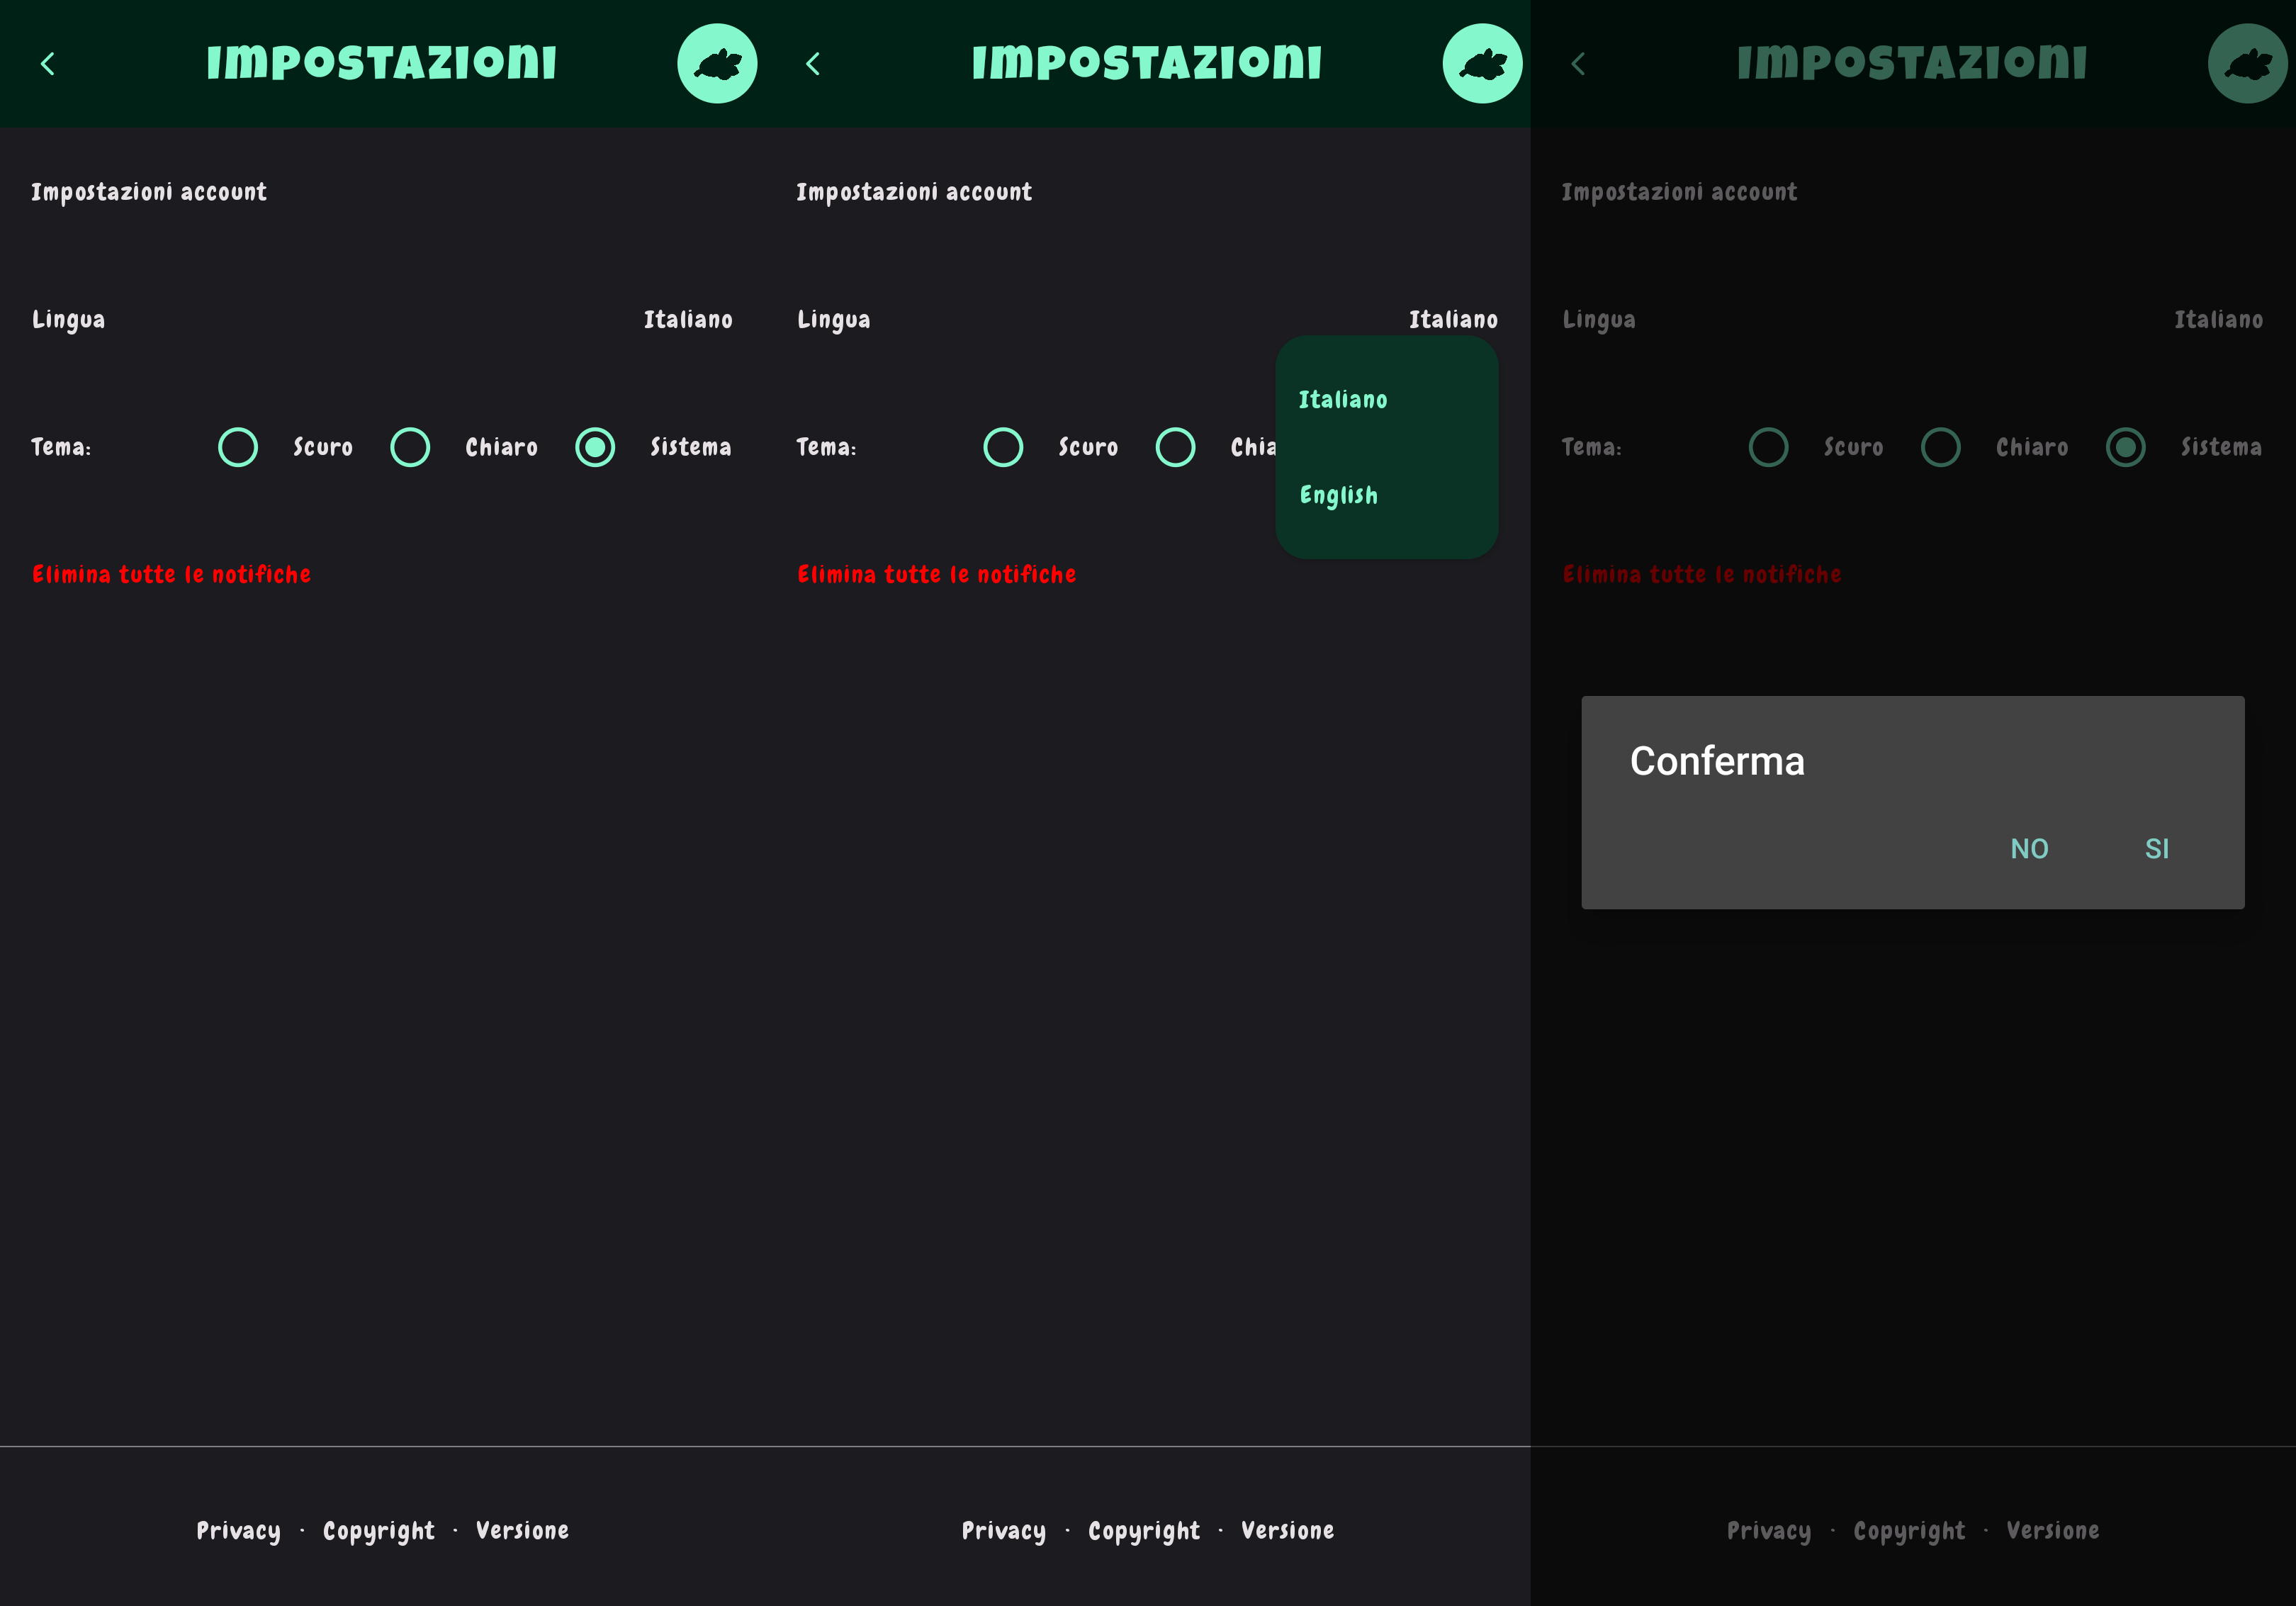 IMPOSTAZIONI
Impostazioni account
Lingua Italiano
Tema: Scuro Chiaro Sistema
Elimina tutte le notifiche
Privacy · Copyright · Versione
IMPOSTAZIONI
Impostazioni account
Lingua Italiano
Italiano
Tema: Scuro Chia
English
Elimina tutte le notifiche
Privacy · Copyright · Versione
IMPOSTAZIONI
Impostazioni account
Lingua Italiano
Tema: Scuro Chiaro Sistema
Elimina tutte le notifiche
Conferma
NO SI
Privacy · Copyright · Versione